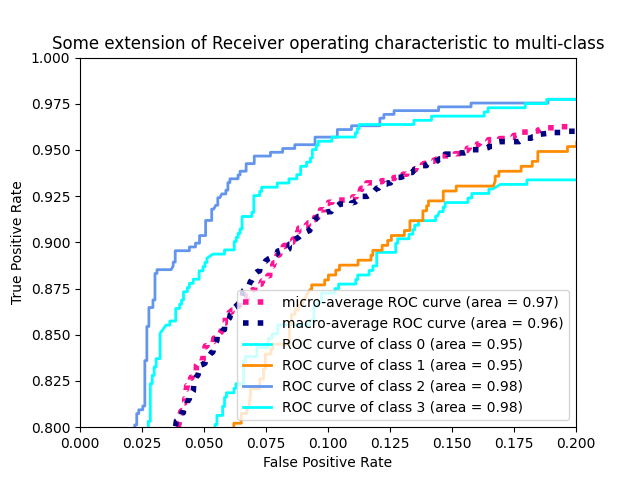 Some extension of Receiver operating characteristic to multi-class
True Positive Rate
1.000
0.975
0.950
0.925
0.900
0.875
0.850
0.825
0.800
micro-average ROC curve (area = 0.97)
macro-average ROC curve (area = 0.96)
ROC curve of class 0 (area = 0.95)
ROC curve of class 1 (area = 0.95)
ROC curve of class 2 (area = 0.98)
ROC curve of class 3 (area = 0.98)
0.000 0.025 0.050 0.075 0.100 0.125 0.150 0.175 0.200
False Positive Rate